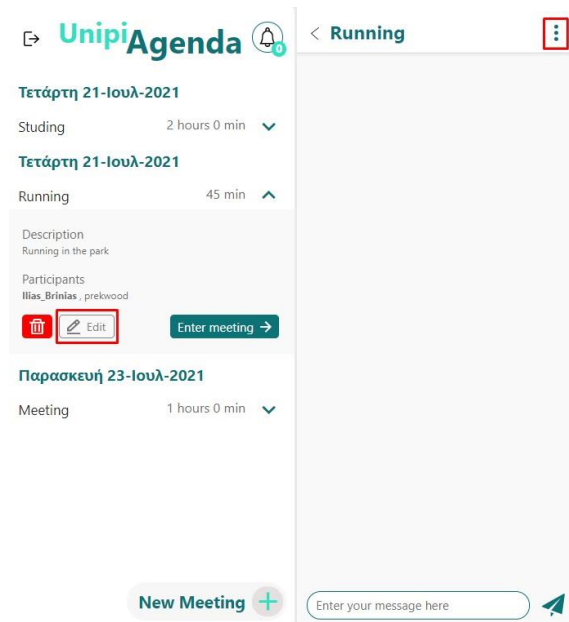 UnipiAgenda
0
Τετάρτη 21-Ιουλ-2021
Studing 2 hours 0 min
Τετάρτη 21-Ιουλ-2021
Running 45 min
Description
Running in the park
Participants
Ilias_Brinias , prekwood
Edit
Enter meeting →
Παρασκευή 23-Ιουλ-2021
Meeting 1 hours 0 min
New Meeting +
< Running
Enter your message here